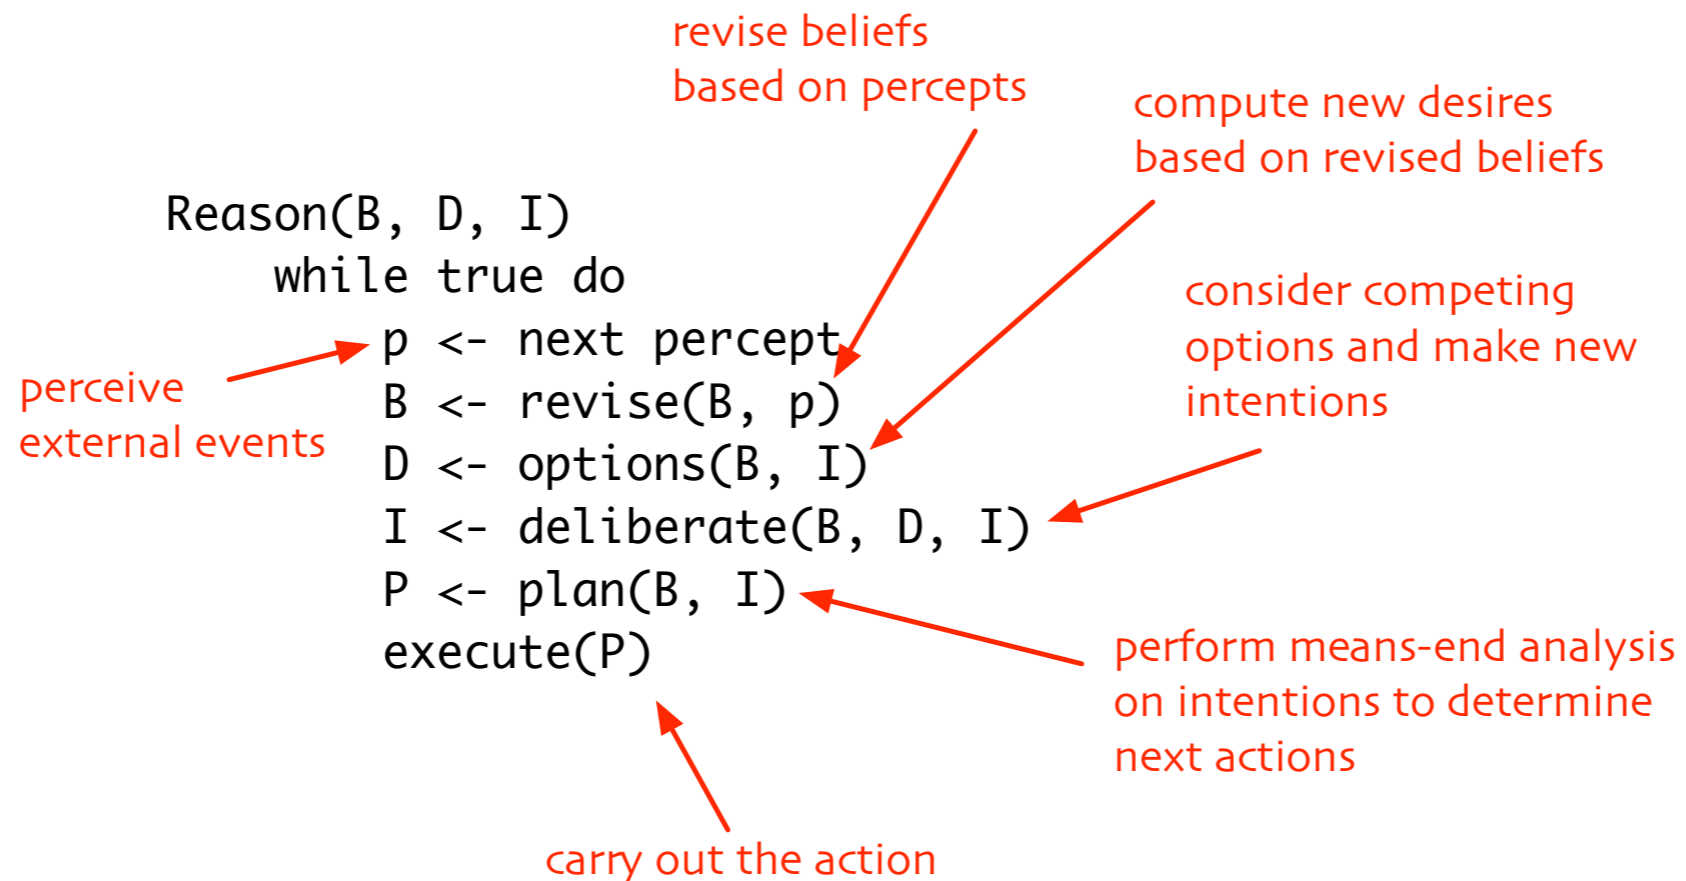 revise beliefs
based on percepts
compute new desires
based on revised beliefs
Reason(B, D, I)
while true do
p <- next percept
B <- revise(B, p)
D <- options(B, I)
I <- deliberate(B, D, I)
P <- plan(B, I)
execute(P)
perceive
external events
consider competing
options and make new
intentions
perform means-end analysis
on intentions to determine
next actions
carry out the action